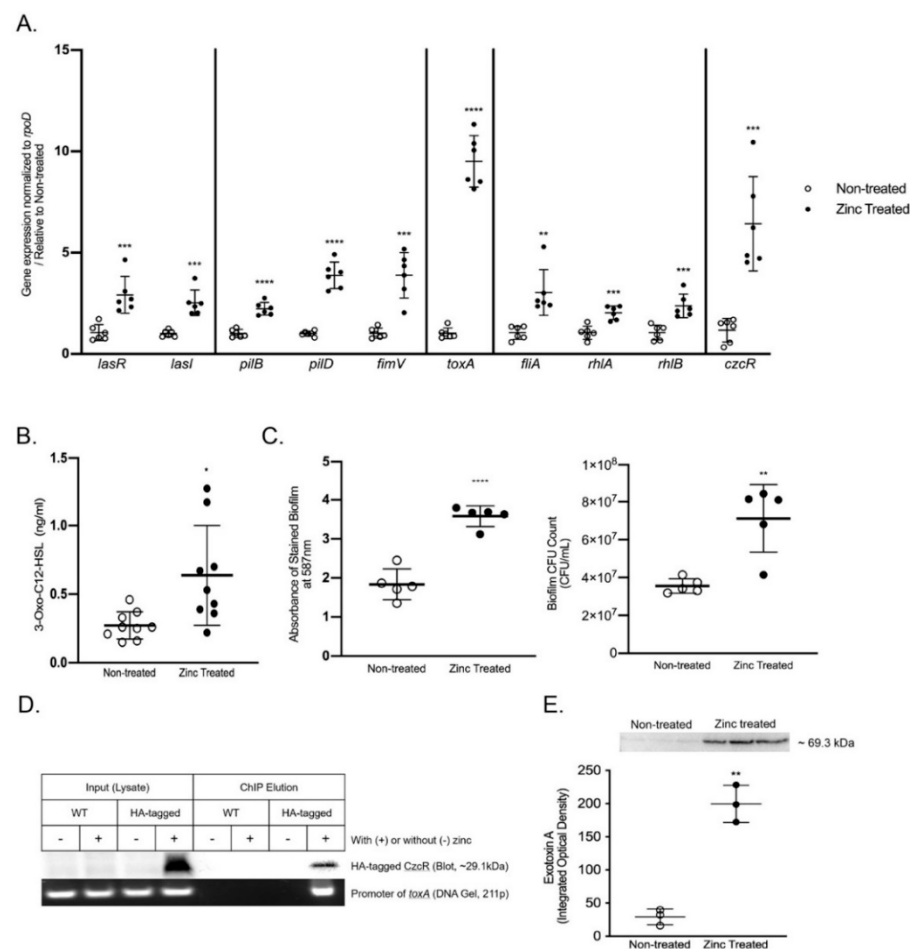 A.
15
10
5
0
Gene expression normalized to rpoD
/ Relative to Non-treated
***
***
****
****
***
****
**
***
***
***
Non-treated
Zinc Treated
lasR lasI pilB pilD fimV toxA fliA rhlA rhlB czcR
B.
3-Oxo-C12-HSL (ng/ml)
1.5
1.0
0.5
0.0
*
Non-treated Zinc Treated
C.
Absorbance of Stained Biofilm
at 587nm
5
4
3
2
1
0
****
Non-treated Zinc Treated
Biofilm CFU Count
(CFU/mL)
1×10⁸
8×10⁷
6×10⁷
4×10⁷
2×10⁷
0
**
Non-treated Zinc Treated
D.
Input (Lysate) ChIP Elution
WT HA-tagged WT HA-tagged
- + - + - + - + With (+) or without (-) zinc
HA-tagged CzcR (Blot, ~29.1kDa)
Promoter of toxA (DNA Gel, 211p)
E.
Non-treated Zinc treated
~ 69.3 kDa
Exotoxin A
(Integrated Optical Density)
250
200
150
100
50
0
**
Non-treated Zinc Treated